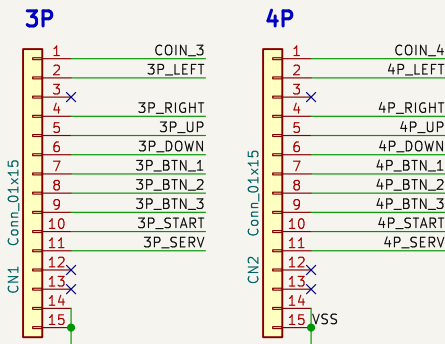 3P
1 COIN_3
2 3P_LEFT
3
4 3P_RIGHT
5 3P_UP
6 3P_DOWN
7 3P_BTN_1
8 3P_BTN_2
9 3P_BTN_3
10 3P_START
11 3P_SERV
12
13
14
15
CN1
Conn_01x15
4P
1 COIN_4
2 4P_LEFT
3
4 4P_RIGHT
5 4P_UP
6 4P_DOWN
7 4P_BTN_1
8 4P_BTN_2
9 4P_BTN_3
10 4P_START
11 4P_SERV
12
13
14
15 VSS
CN2
Conn_01x15